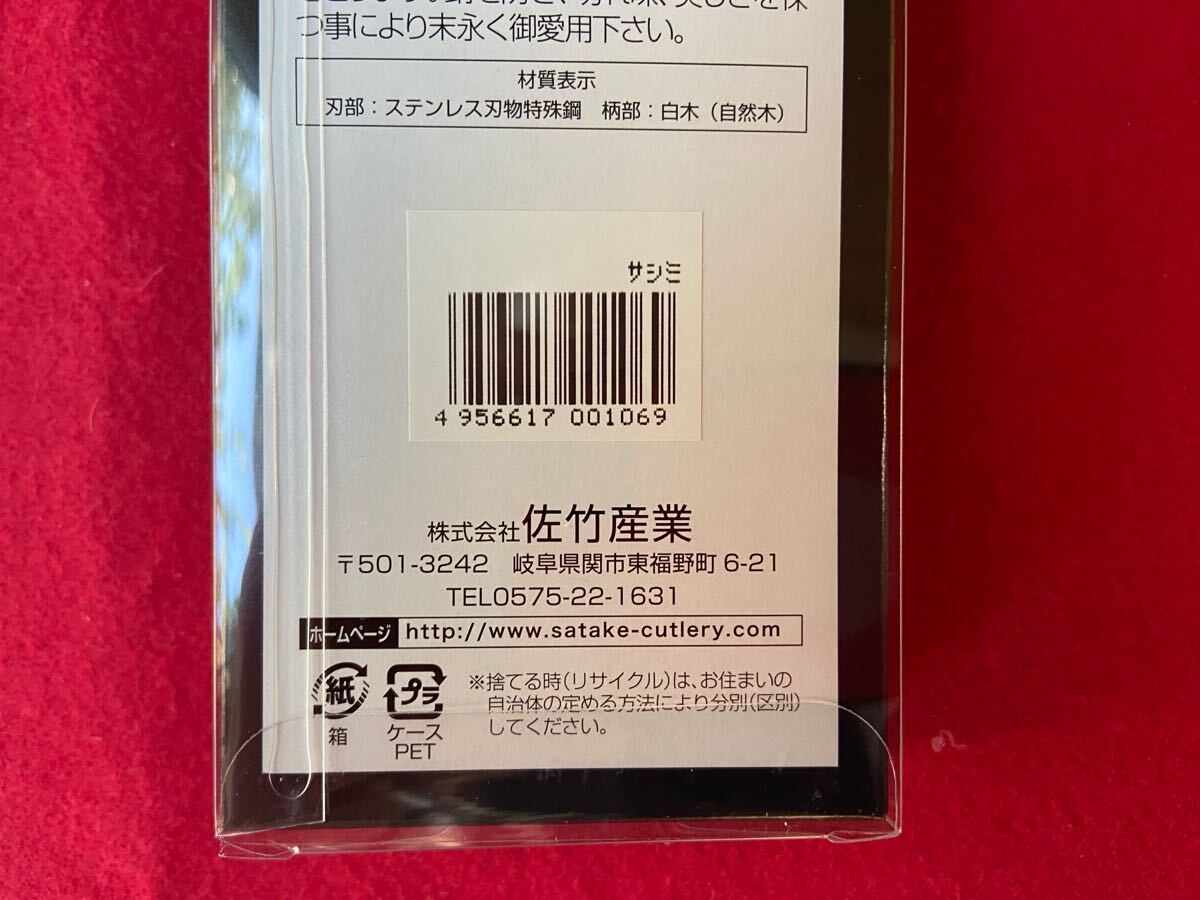 つ事により末永く御愛用下さい。
材質表示
刃部：ステンレス刃物特殊鋼　柄部：白木（自然木）
サシミ
4 956617 001069
株式会社佐竹産業
〒501-3242　岐阜県関市東福野町 6-21
TEL0575-22-1631
ホームページ http://www.satake-cutlery.com
紙
箱
プラ
ケース
PET
※捨てる時（リサイクル）は、お住まいの
自治体の定める方法により分別（区別）
してください。